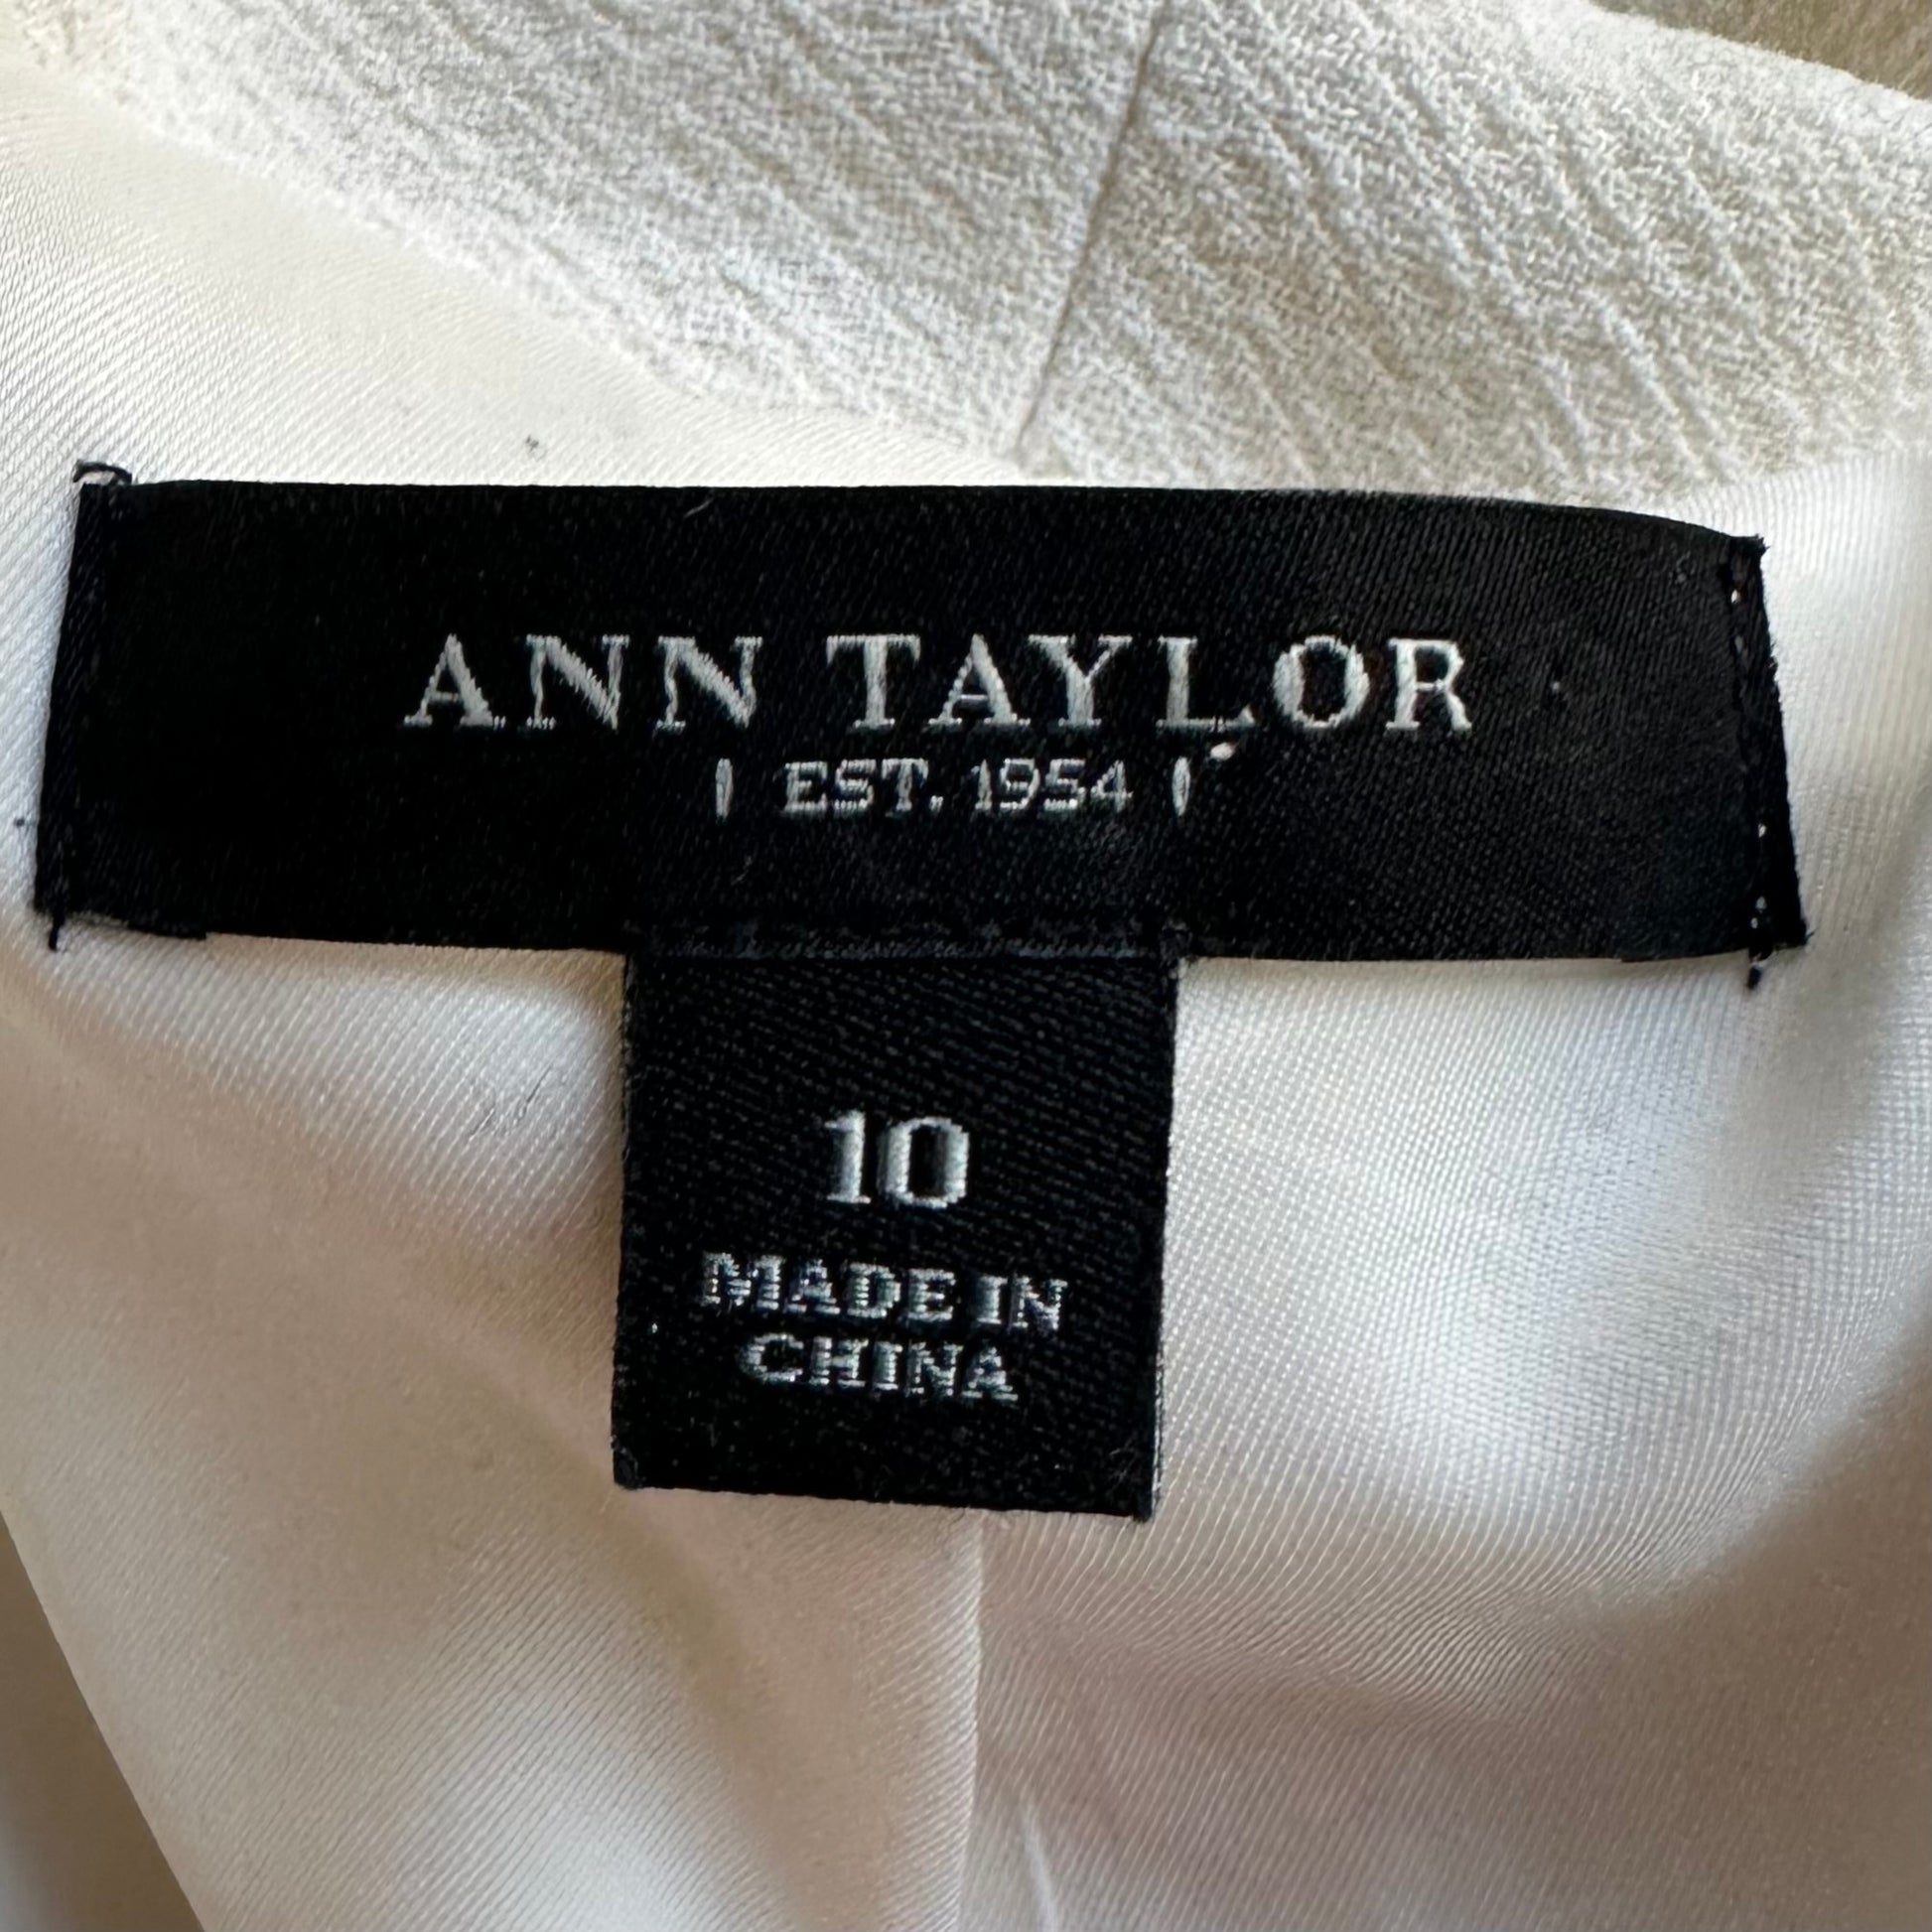 ANN TAYLOR
EST. 1954
10
MADE IN
CHINA